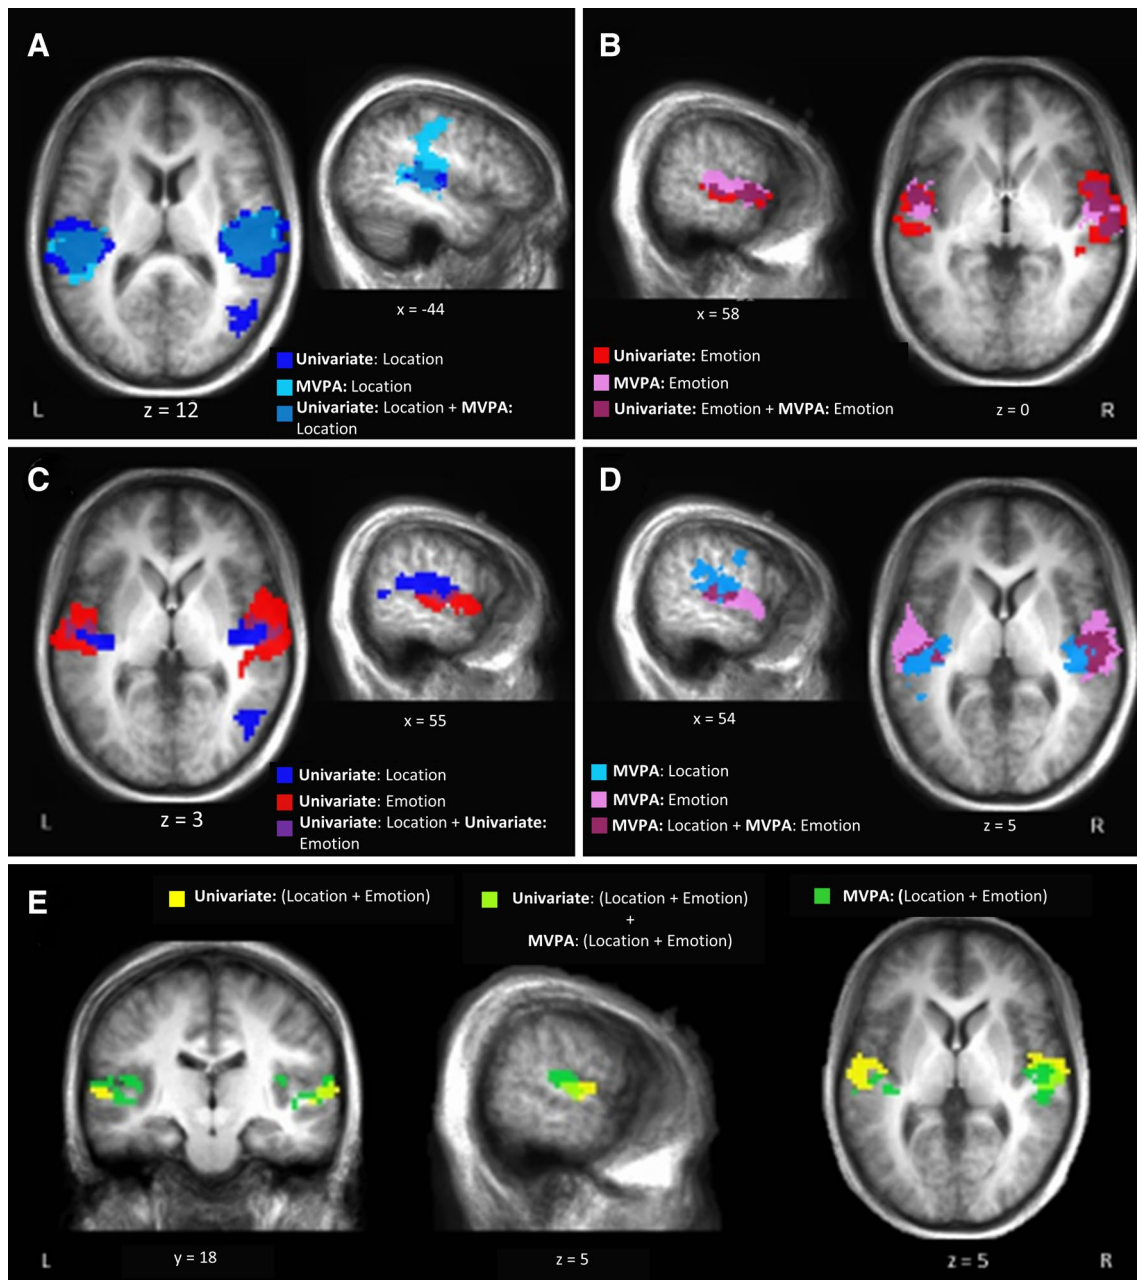 A
x = -44
Univariate: Location
MVPA: Location
Univariate: Location + MVPA:
Location
L
z = 12
B
x = 58
Univariate: Emotion
MVPA: Emotion
Univariate: Emotion + MVPA: Emotion
z = 0
R
C
x = 55
Univariate: Location
Univariate: Emotion
Univariate: Location + Univariate:
Emotion
L
z = 3
D
x = 54
MVPA: Location
MVPA: Emotion
MVPA: Location + MVPA: Emotion
z = 5
R
E
Univariate: (Location + Emotion)
Univariate: (Location + Emotion)
+
MVPA: (Location + Emotion)
MVPA: (Location + Emotion)
L
y = 18
z = 5
z = 5
R